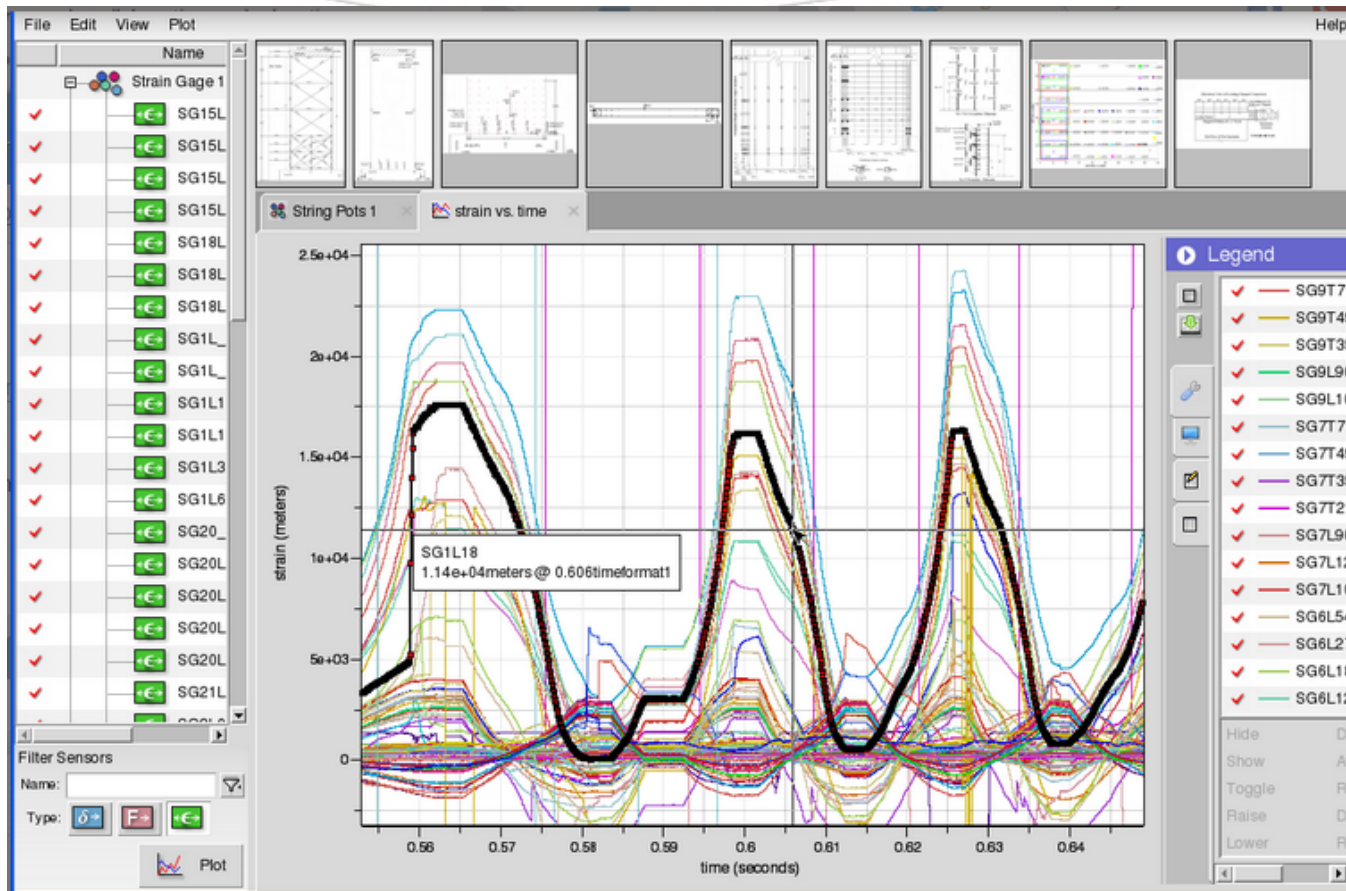 File Edit View Plot Help
Name
Strain Gage 1
SG15L
SG15L
SG15L
SG15L
SG18L
SG18L
SG18L
SG1L_
SG1L_
SG1L1
SG1L1
SG1L3
SG1L6
SG20_
SG20L
SG20L
SG20L
SG20L
SG21L
Filter Sensors
Name:
Type: δ F ε
Plot
String Pots 1
strain vs. time
2.5e+04
2e+04
1.5e+04
1e+04
5e+03
0
strain (meters)
SG1L18
1.14e+04meters @ 0.606timeformat1
0.56 0.57 0.58 0.59 0.6 0.61 0.62 0.63 0.64
time (seconds)
Legend
SG9T7
SG9T4
SG9T3
SG9L9
SG9L1
SG7T7
SG7T4
SG7T3
SG7T2
SG7L9
SG7L12
SG7L1
SG6L5
SG6L27
SG6L18
SG6L12
Hide D
Show A
Toggle R
Raise D
Lower R